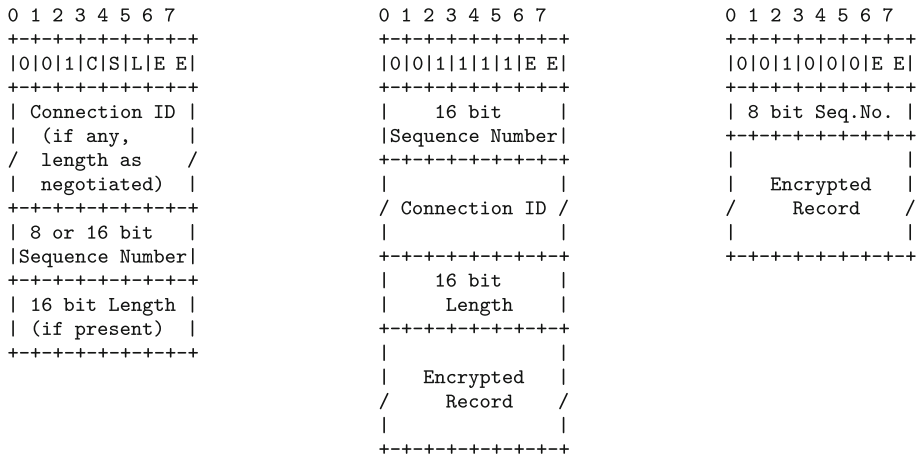 0 1 2 3 4 5 6 7
+-+-+-+-+-+-+-+-+
|0|0|1|C|S|L|E E|
+-+-+-+-+-+-+-+-+
| Connection ID |
|   (if any,    |
/  length as    /
|  negotiated)  |
+-+-+-+-+-+-+-+-+
| 8 or 16 bit   |
|Sequence Number|
+-+-+-+-+-+-+-+-+
| 16 bit Length |
| (if present)  |
+-+-+-+-+-+-+-+-+
0 1 2 3 4 5 6 7
+-+-+-+-+-+-+-+-+
|0|0|1|1|1|1|E E|
+-+-+-+-+-+-+-+-+
|    16 bit     |
|Sequence Number|
+-+-+-+-+-+-+-+-+
|               |
/ Connection ID /
|               |
+-+-+-+-+-+-+-+-+
|    16 bit     |
|     Length    |
+-+-+-+-+-+-+-+-+
|               |
|   Encrypted   |
/     Record    /
|               |
+-+-+-+-+-+-+-+-+
0 1 2 3 4 5 6 7
+-+-+-+-+-+-+-+-+
|0|0|1|0|0|0|E E|
+-+-+-+-+-+-+-+-+
| 8 bit Seq.No. |
+-+-+-+-+-+-+-+-+
|               |
|   Encrypted   |
/     Record    /
|               |
+-+-+-+-+-+-+-+-+